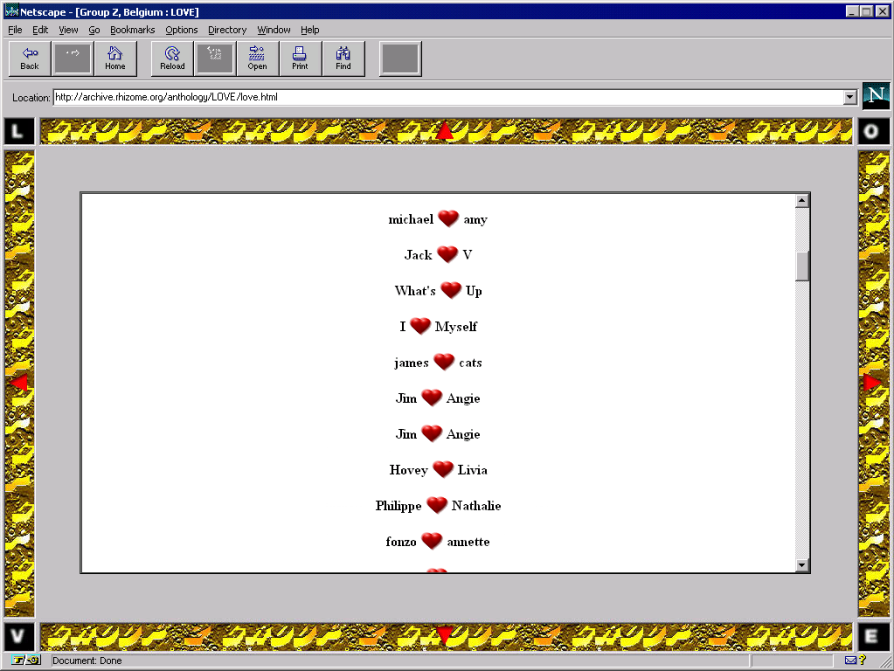 Netscape - [Group Z, Belgium : LOVE]
File Edit View Go Bookmarks Options Directory Window Help
Back Home Reload Open Print Find
Location: http://archive.rhizome.org/anthology/LOVE/love.html
N
L O
michael ❤ amy
Jack ❤ V
What's ❤ Up
I ❤ Myself
james ❤ cats
Jim ❤ Angie
Jim ❤ Angie
Hovey ❤ Livia
Philippe ❤ Nathalie
fonzo ❤ annette
V E
Document: Done
?